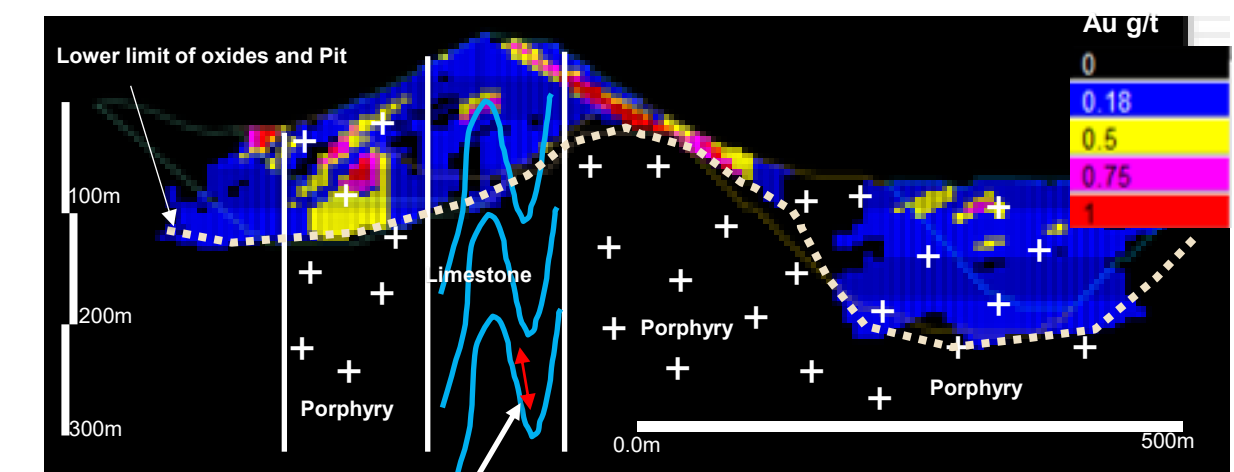 Au g/t
Lower limit of oxides and Pit
0
0.18
0.5
0.75
1
100m
Limestone
200m
Porphyry
Porphyry
Porphyry
300m
0.0m
500m